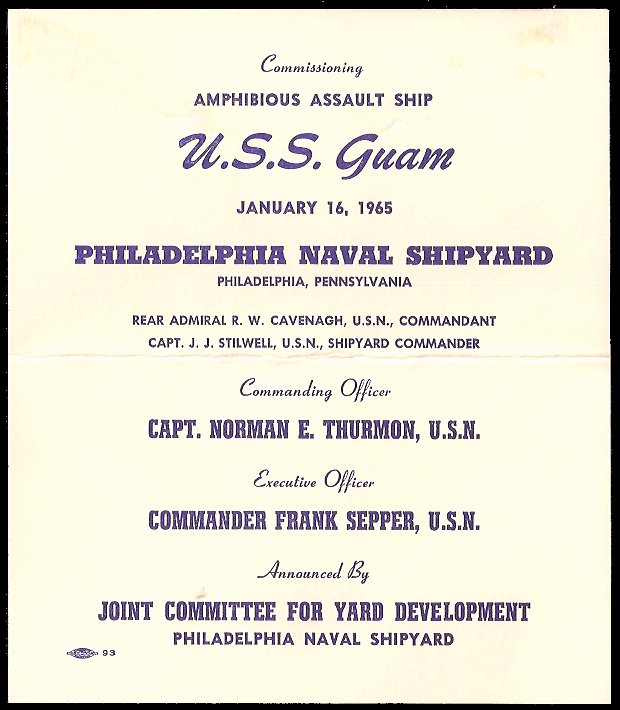 Commissioning
AMPHIBIOUS ASSAULT SHIP
U.S.S. Guam
JANUARY 16, 1965
PHILADELPHIA NAVAL SHIPYARD
PHILADELPHIA, PENNSYLVANIA
REAR ADMIRAL R. W. CAVENAGH, U.S.N., COMMANDANT
CAPT. J. J. STILWELL, U.S.N., SHIPYARD COMMANDER
Commanding Officer
CAPT. NORMAN E. THURMON, U.S.N.
Executive Officer
COMMANDER FRANK SEPPER, U.S.N.
Announced By
JOINT COMMITTEE FOR YARD DEVELOPMENT
PHILADELPHIA NAVAL SHIPYARD
93